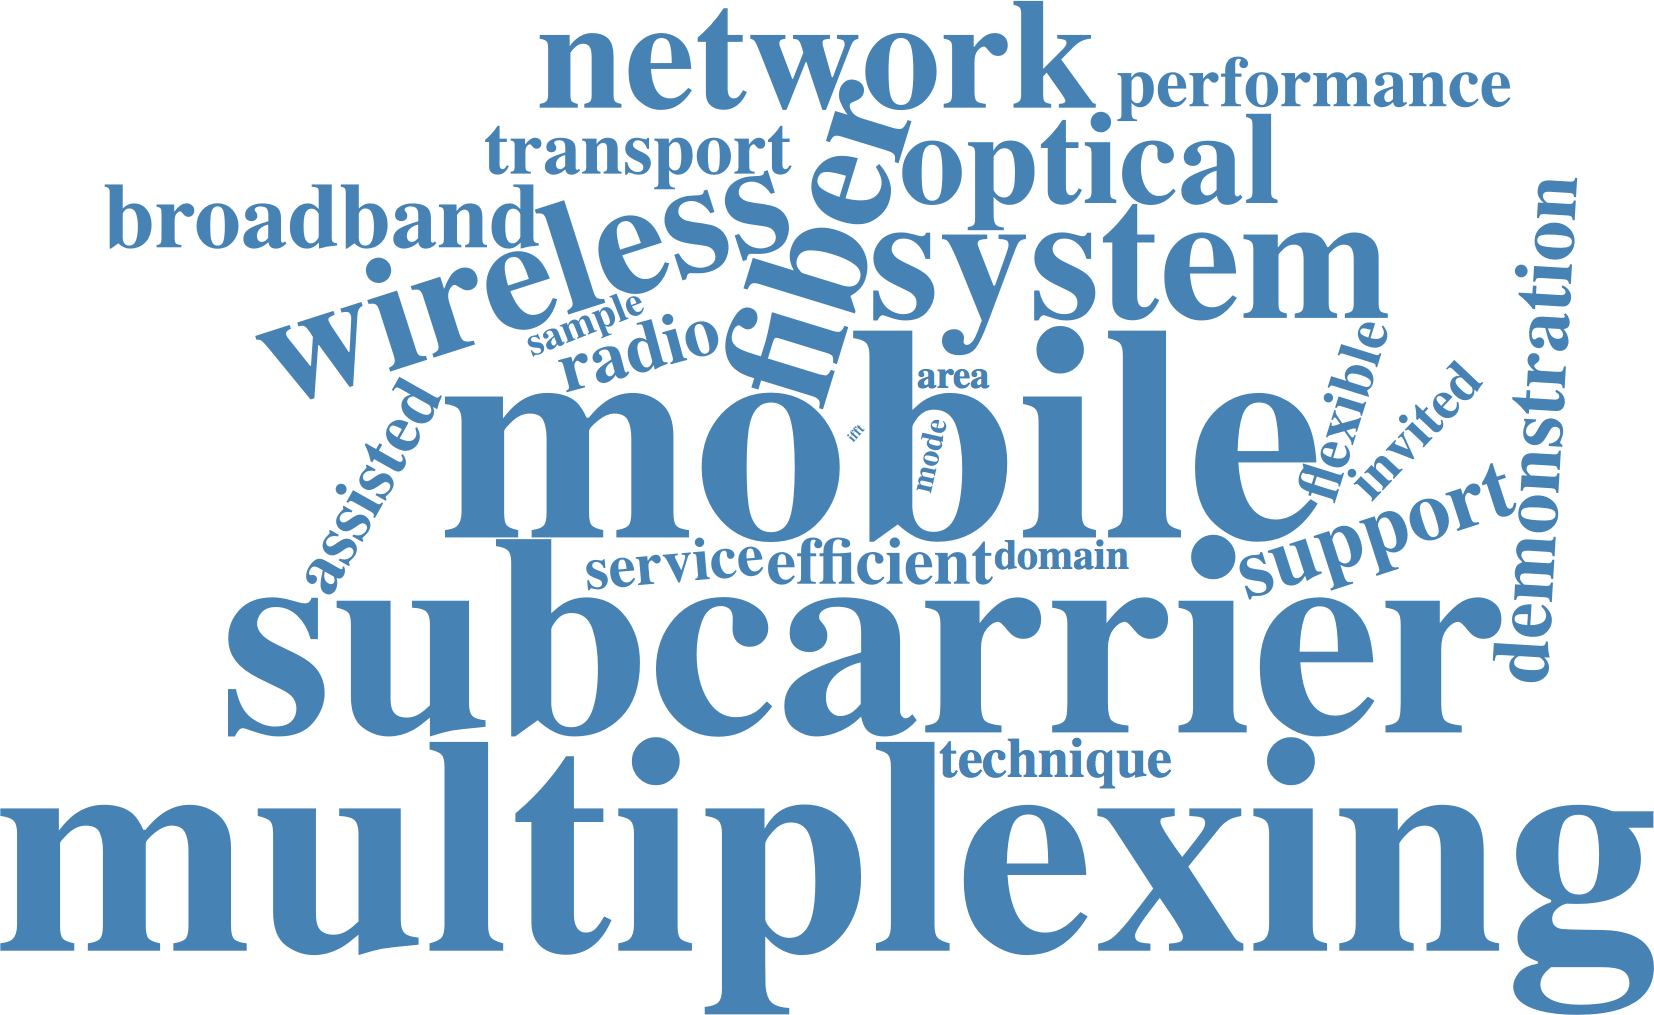 network
performance
transport
fiber
optical
broadband
wireless
system
demonstration
sample
radio
mobile
area
flexible
invited
assisted
ifft
mode
support
service
efficient
domain
subcarrier
technique
multiplexing